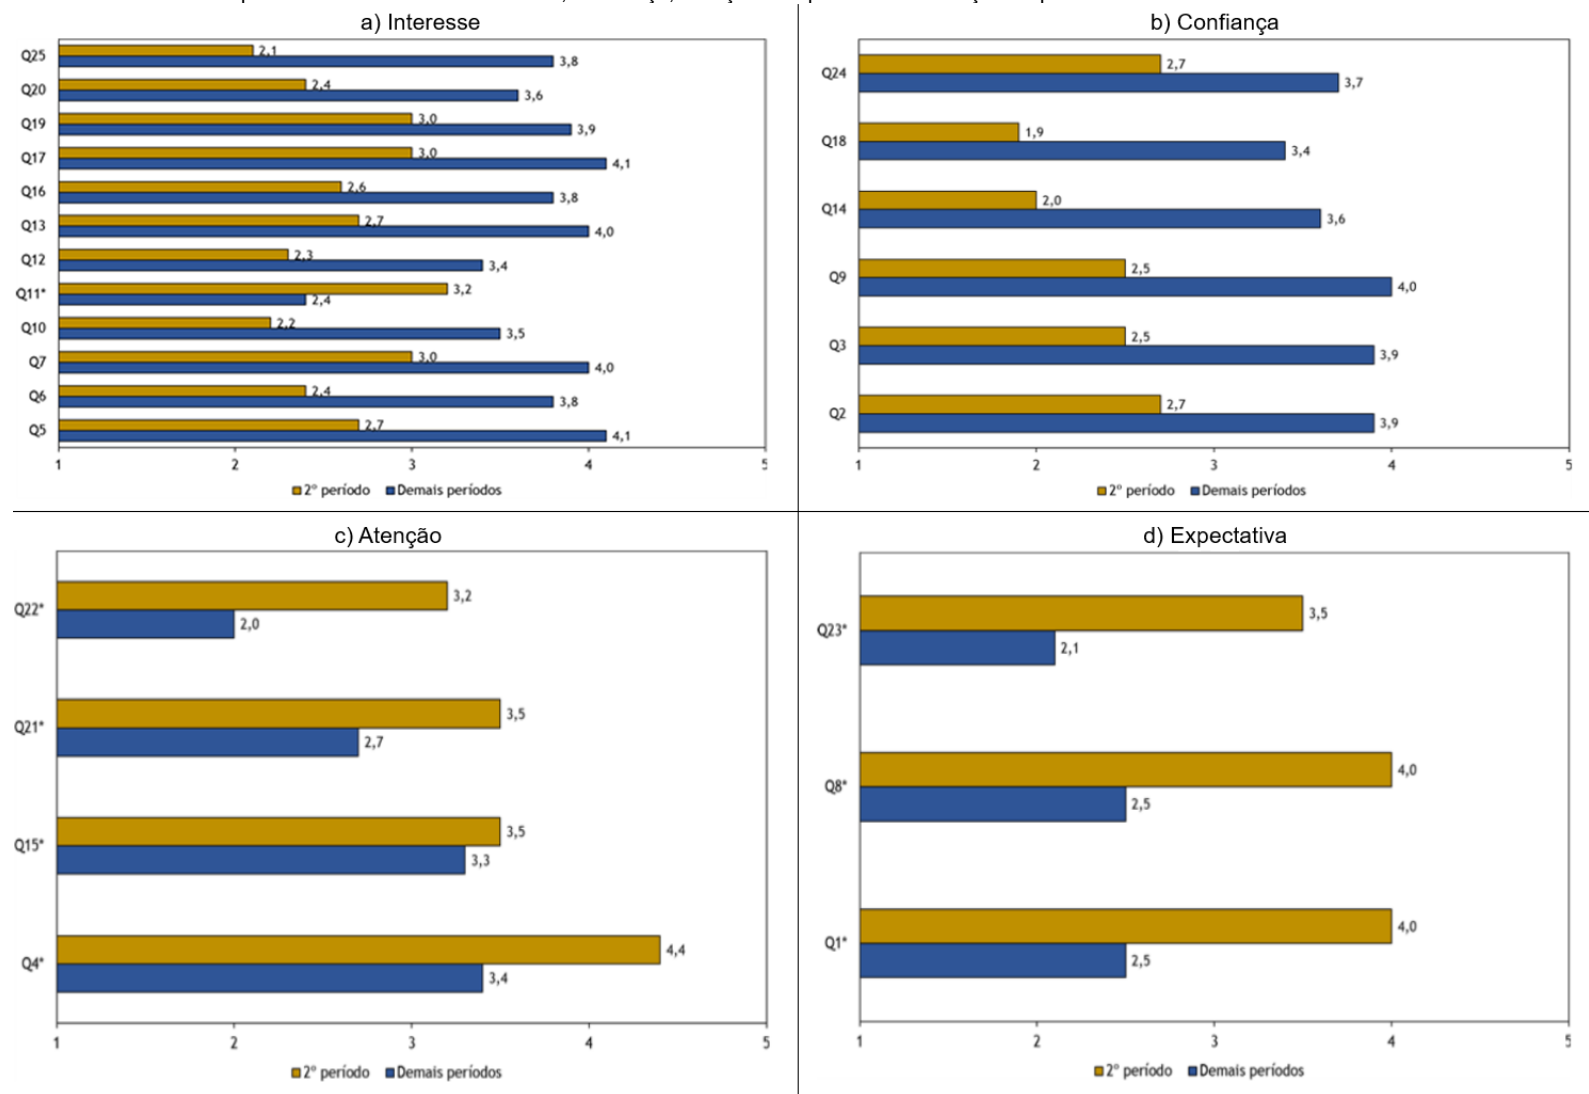 a) Interesse
Q25 2,1 3,8
Q20 2,4 3,6
Q19 3,0 3,9
Q17 3,0 4,1
Q16 2,6 3,8
Q13 2,7 4,0
Q12 2,3 3,4
Q11* 3,2 2,4
Q10 2,2 3,5
Q7 3,0 4,0
Q6 2,4 3,8
Q5 2,7 4,1
1 2 3 4 5
2º período Demais períodos
b) Confiança
Q24 2,7 3,7
Q18 1,9 3,4
Q14 2,0 3,6
Q9 2,5 4,0
Q3 2,5 3,9
Q2 2,7 3,9
1 2 3 4 5
2º período Demais períodos
c) Atenção
Q22* 3,2 2,0
Q21* 3,5 2,7
Q15* 3,5 3,3
Q4* 4,4 3,4
1 2 3 4 5
2º período Demais períodos
d) Expectativa
Q23* 3,5 2,1
Q8* 4,0 2,5
Q1* 4,0 2,5
1 2 3 4 5
2º período Demais períodos